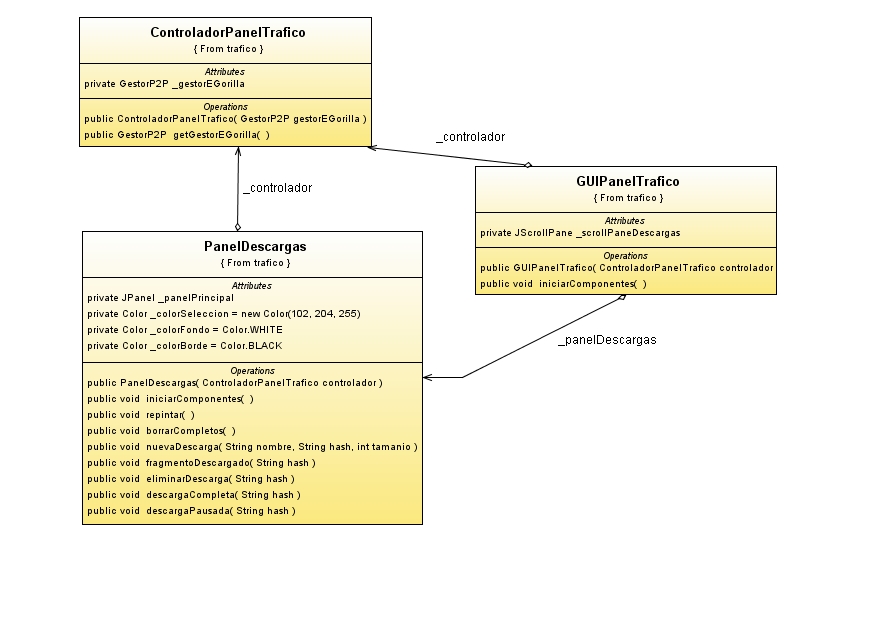 ControladorPanelTrafico
{ From trafico }
Attributes
private GestorP2P _gestorEGorilla
Operations
public ControladorPanelTrafico( GestorP2P gestorEGorilla )
public GestorP2P getGestorEGorilla( )
_controlador
_controlador
GUIPanelTrafico
{ From trafico }
Attributes
private JScrollPane _scrollPaneDescargas
Operations
public GUIPanelTrafico( ControladorPanelTrafico controlador
public void iniciarComponentes( )
PanelDescargas
{ From trafico }
Attributes
private JPanel _panelPrincipal
private Color _colorSeleccion = new Color(102, 204, 255)
private Color _colorFondo = Color.WHITE
private Color _colorBorde = Color.BLACK
Operations
public PanelDescargas( ControladorPanelTrafico controlador )
public void iniciarComponentes( )
public void repintar( )
public void borrarCompletos( )
public void nuevaDescarga( String nombre, String hash, int tamanio )
public void fragmentoDescargado( String hash )
public void eliminarDescarga( String hash )
public void descargaCompleta( String hash )
public void descargaPausada( String hash )
_panelDescargas